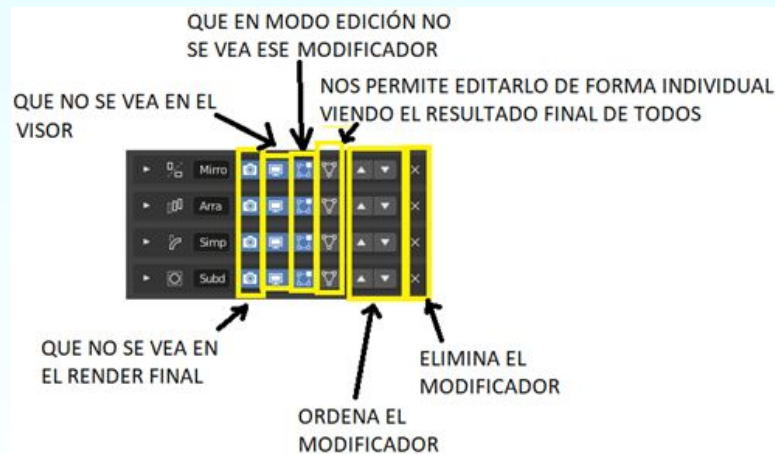 QUE EN MODO EDICIÓN NO
SE VEA ESE MODIFICADOR
NOS PERMITE EDITARLO DE FORMA INDIVIDUAL
VIENDO EL RESULTADO FINAL DE TODOS
QUE NO SE VEA EN EL
VISOR
Mirro
Arra
Simp
Subd
QUE NO SE VEA EN
EL RENDER FINAL
ELIMINA EL
MODIFICADOR
ORDENA EL
MODIFICADOR